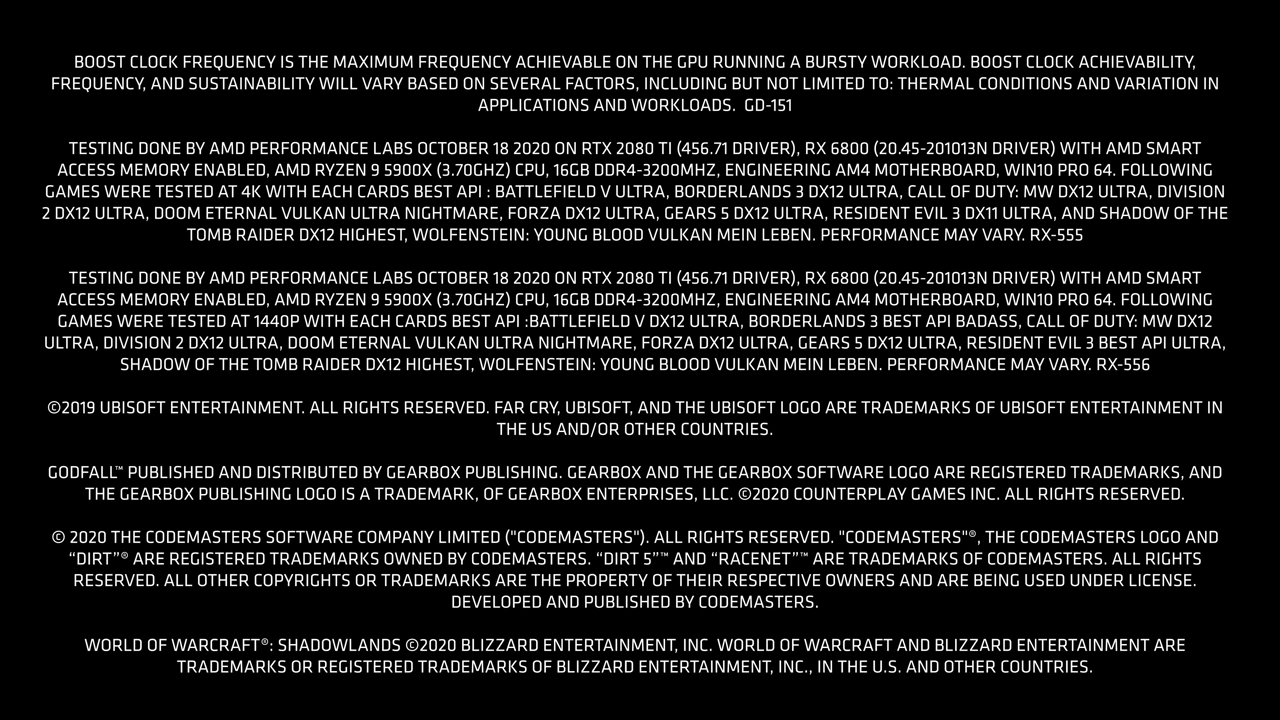 BOOST CLOCK FREQUENCY IS THE MAXIMUM FREQUENCY ACHIEVABLE ON THE GPU RUNNING A BURSTY WORKLOAD. BOOST CLOCK ACHIEVABILITY,
FREQUENCY, AND SUSTAINABILITY WILL VARY BASED ON SEVERAL FACTORS, INCLUDING BUT NOT LIMITED TO: THERMAL CONDITIONS AND VARIATION IN
APPLICATIONS AND WORKLOADS.  GD-151
TESTING DONE BY AMD PERFORMANCE LABS OCTOBER 18 2020 ON RTX 2080 TI (456.71 DRIVER), RX 6800 (20.45-201013N DRIVER) WITH AMD SMART
ACCESS MEMORY ENABLED, AMD RYZEN 9 5900X (3.70GHZ) CPU, 16GB DDR4-3200MHZ, ENGINEERING AM4 MOTHERBOARD, WIN10 PRO 64. FOLLOWING
GAMES WERE TESTED AT 4K WITH EACH CARDS BEST API : BATTLEFIELD V ULTRA, BORDERLANDS 3 DX12 ULTRA, CALL OF DUTY: MW DX12 ULTRA, DIVISION
2 DX12 ULTRA, DOOM ETERNAL VULKAN ULTRA NIGHTMARE, FORZA DX12 ULTRA, GEARS 5 DX12 ULTRA, RESIDENT EVIL 3 DX11 ULTRA, AND SHADOW OF THE
TOMB RAIDER DX12 HIGHEST, WOLFENSTEIN: YOUNG BLOOD VULKAN MEIN LEBEN. PERFORMANCE MAY VARY. RX-555
TESTING DONE BY AMD PERFORMANCE LABS OCTOBER 18 2020 ON RTX 2080 TI (456.71 DRIVER), RX 6800 (20.45-201013N DRIVER) WITH AMD SMART
ACCESS MEMORY ENABLED, AMD RYZEN 9 5900X (3.70GHZ) CPU, 16GB DDR4-3200MHZ, ENGINEERING AM4 MOTHERBOARD, WIN10 PRO 64. FOLLOWING
GAMES WERE TESTED AT 1440P WITH EACH CARDS BEST API :BATTLEFIELD V DX12 ULTRA, BORDERLANDS 3 BEST API BADASS, CALL OF DUTY: MW DX12
ULTRA, DIVISION 2 DX12 ULTRA, DOOM ETERNAL VULKAN ULTRA NIGHTMARE, FORZA DX12 ULTRA, GEARS 5 DX12 ULTRA, RESIDENT EVIL 3 BEST API ULTRA,
SHADOW OF THE TOMB RAIDER DX12 HIGHEST, WOLFENSTEIN: YOUNG BLOOD VULKAN MEIN LEBEN. PERFORMANCE MAY VARY. RX-556
©2019 UBISOFT ENTERTAINMENT. ALL RIGHTS RESERVED. FAR CRY, UBISOFT, AND THE UBISOFT LOGO ARE TRADEMARKS OF UBISOFT ENTERTAINMENT IN
THE US AND/OR OTHER COUNTRIES.
GODFALL™ PUBLISHED AND DISTRIBUTED BY GEARBOX PUBLISHING. GEARBOX AND THE GEARBOX SOFTWARE LOGO ARE REGISTERED TRADEMARKS, AND
THE GEARBOX PUBLISHING LOGO IS A TRADEMARK, OF GEARBOX ENTERPRISES, LLC. ©2020 COUNTERPLAY GAMES INC. ALL RIGHTS RESERVED.
© 2020 THE CODEMASTERS SOFTWARE COMPANY LIMITED ("CODEMASTERS"). ALL RIGHTS RESERVED. "CODEMASTERS"®, THE CODEMASTERS LOGO AND
“DIRT”® ARE REGISTERED TRADEMARKS OWNED BY CODEMASTERS. “DIRT 5”™ AND “RACENET”™ ARE TRADEMARKS OF CODEMASTERS. ALL RIGHTS
RESERVED. ALL OTHER COPYRIGHTS OR TRADEMARKS ARE THE PROPERTY OF THEIR RESPECTIVE OWNERS AND ARE BEING USED UNDER LICENSE.
DEVELOPED AND PUBLISHED BY CODEMASTERS.
WORLD OF WARCRAFT®: SHADOWLANDS ©2020 BLIZZARD ENTERTAINMENT, INC. WORLD OF WARCRAFT AND BLIZZARD ENTERTAINMENT ARE
TRADEMARKS OR REGISTERED TRADEMARKS OF BLIZZARD ENTERTAINMENT, INC., IN THE U.S. AND OTHER COUNTRIES.